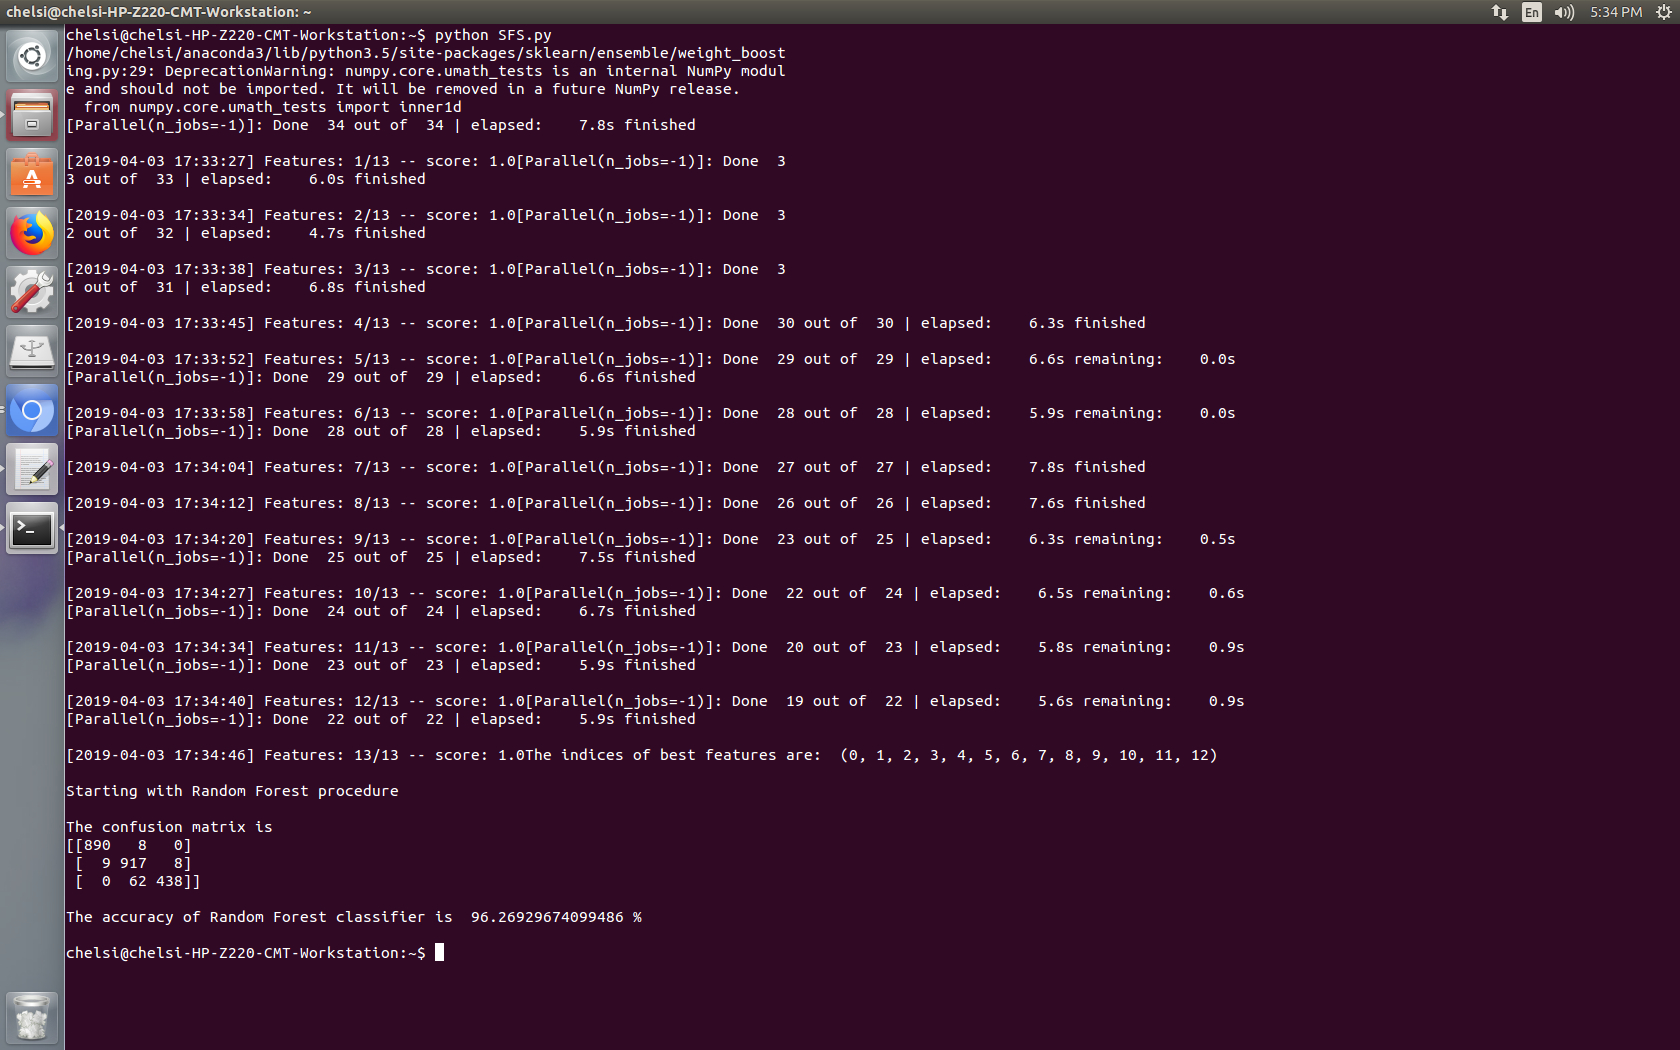 chelsi@chelsi-HP-Z220-CMT-Workstation: ~
En
5:34 PM
chelsi@chelsi-HP-Z220-CMT-Workstation:~$ python SFS.py
/home/chelsi/anaconda3/lib/python3.5/site-packages/sklearn/ensemble/weight_boost
ing.py:29: DeprecationWarning: numpy.core.umath_tests is an internal NumPy modul
e and should not be imported. It will be removed in a future NumPy release.
  from numpy.core.umath_tests import inner1d
[Parallel(n_jobs=-1)]: Done  34 out of  34 | elapsed:    7.8s finished
[2019-04-03 17:33:27] Features: 1/13 -- score: 1.0[Parallel(n_jobs=-1)]: Done  3
3 out of  33 | elapsed:    6.0s finished
[2019-04-03 17:33:34] Features: 2/13 -- score: 1.0[Parallel(n_jobs=-1)]: Done  3
2 out of  32 | elapsed:    4.7s finished
[2019-04-03 17:33:38] Features: 3/13 -- score: 1.0[Parallel(n_jobs=-1)]: Done  3
1 out of  31 | elapsed:    6.8s finished
[2019-04-03 17:33:45] Features: 4/13 -- score: 1.0[Parallel(n_jobs=-1)]: Done  30 out of  30 | elapsed:    6.3s finished
[2019-04-03 17:33:52] Features: 5/13 -- score: 1.0[Parallel(n_jobs=-1)]: Done  29 out of  29 | elapsed:    6.6s remaining:    0.0s
[Parallel(n_jobs=-1)]: Done  29 out of  29 | elapsed:    6.6s finished
[2019-04-03 17:33:58] Features: 6/13 -- score: 1.0[Parallel(n_jobs=-1)]: Done  28 out of  28 | elapsed:    5.9s remaining:    0.0s
[Parallel(n_jobs=-1)]: Done  28 out of  28 | elapsed:    5.9s finished
[2019-04-03 17:34:04] Features: 7/13 -- score: 1.0[Parallel(n_jobs=-1)]: Done  27 out of  27 | elapsed:    7.8s finished
[2019-04-03 17:34:12] Features: 8/13 -- score: 1.0[Parallel(n_jobs=-1)]: Done  26 out of  26 | elapsed:    7.6s finished
[2019-04-03 17:34:20] Features: 9/13 -- score: 1.0[Parallel(n_jobs=-1)]: Done  23 out of  25 | elapsed:    6.3s remaining:    0.5s
[Parallel(n_jobs=-1)]: Done  25 out of  25 | elapsed:    7.5s finished
[2019-04-03 17:34:27] Features: 10/13 -- score: 1.0[Parallel(n_jobs=-1)]: Done  22 out of  24 | elapsed:    6.5s remaining:    0.6s
[Parallel(n_jobs=-1)]: Done  24 out of  24 | elapsed:    6.7s finished
[2019-04-03 17:34:34] Features: 11/13 -- score: 1.0[Parallel(n_jobs=-1)]: Done  20 out of  23 | elapsed:    5.8s remaining:    0.9s
[Parallel(n_jobs=-1)]: Done  23 out of  23 | elapsed:    5.9s finished
[2019-04-03 17:34:40] Features: 12/13 -- score: 1.0[Parallel(n_jobs=-1)]: Done  19 out of  22 | elapsed:    5.6s remaining:    0.9s
[Parallel(n_jobs=-1)]: Done  22 out of  22 | elapsed:    5.9s finished
[2019-04-03 17:34:46] Features: 13/13 -- score: 1.0The indices of best features are:  (0, 1, 2, 3, 4, 5, 6, 7, 8, 9, 10, 11, 12)
Starting with Random Forest procedure
The confusion matrix is
[[890   8   0]
 [  9 917   8]
 [  0  62 438]]
The accuracy of Random Forest classifier is  96.26929674099486 %
chelsi@chelsi-HP-Z220-CMT-Workstation:~$